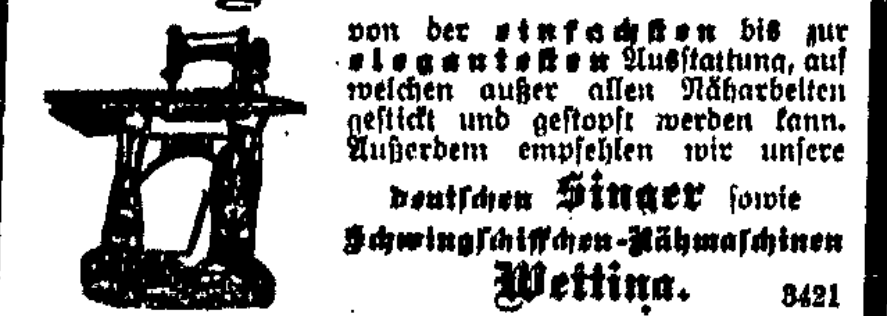 von der einfachsten bis zur
elegantesten Ausstattung, auf
welchen außer allen Näharbeiten
gestickt und gestopft werden kann.
Außerdem empfehlen wir unsere
deutschen Singer sowie
Schwingschiffchen-Nähmaschinen
Wettina.
3421